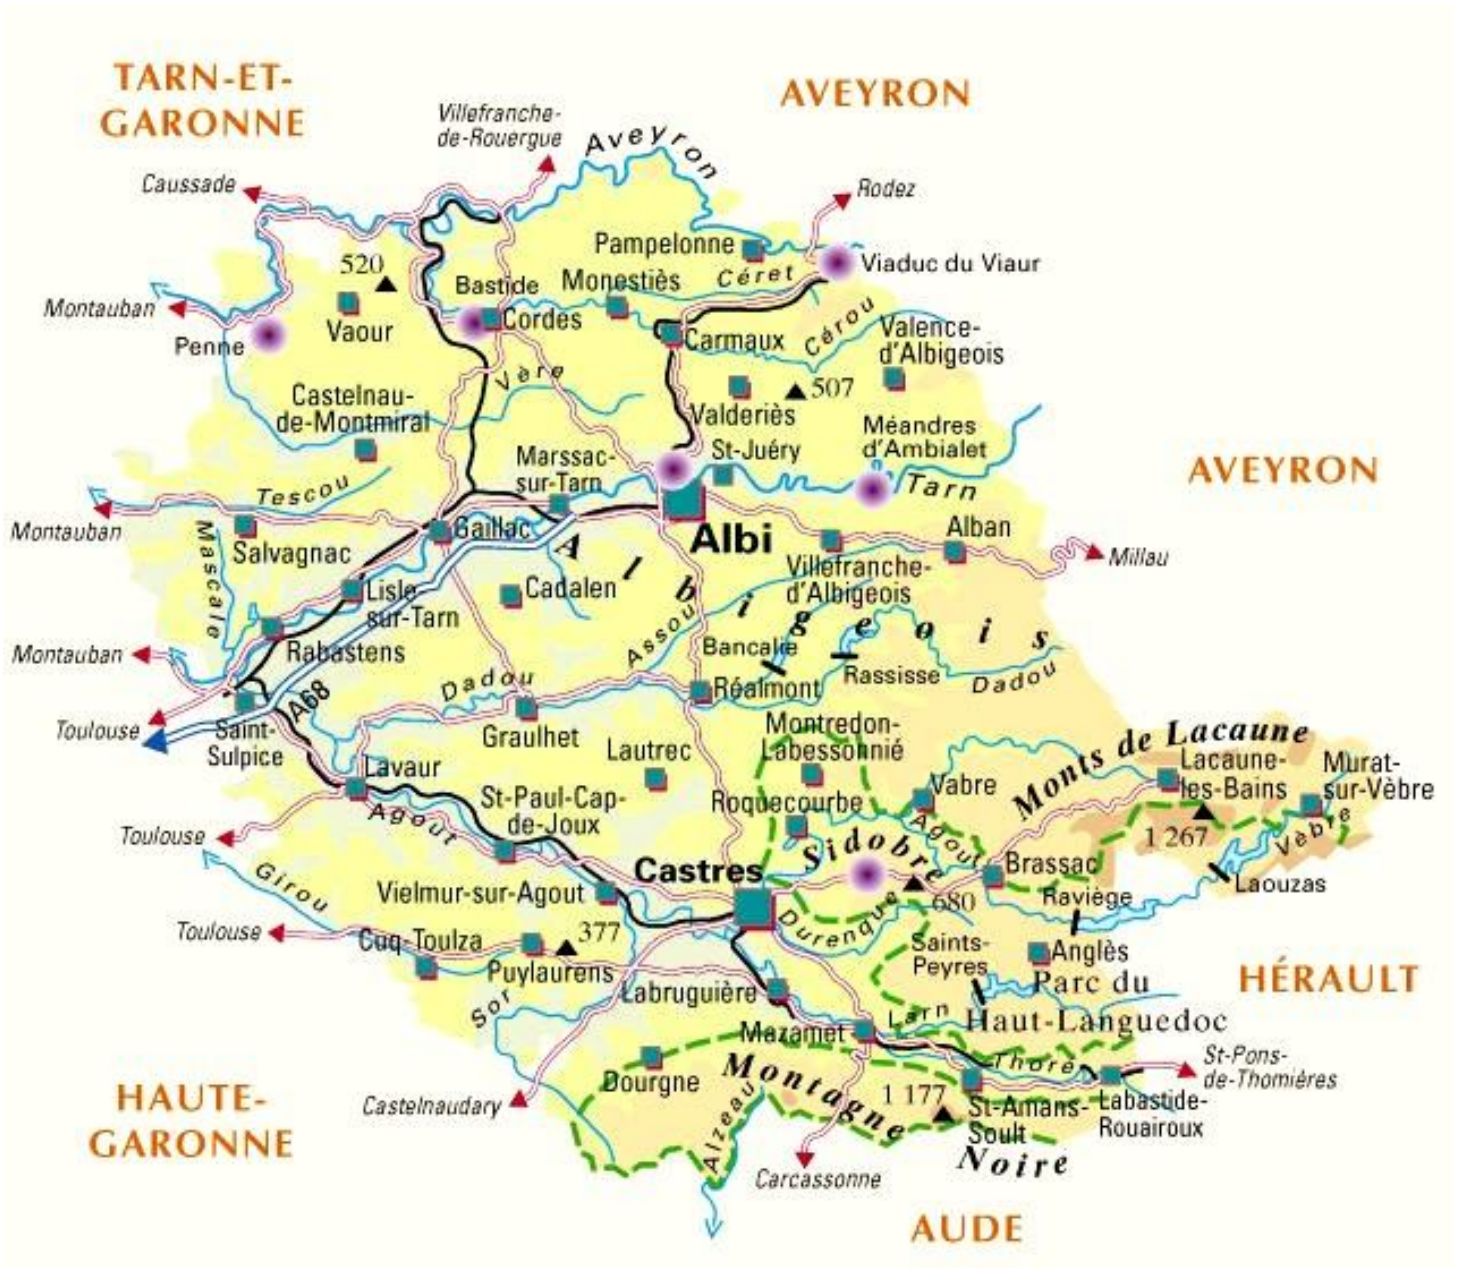 TARN-ET-
GARONNE
AVEYRON
Villefranche-
de-Rouergue
Aveyron
Caussade
Rodez
Pampelonne
Viaduc du Viaur
520
Bastide
Monestiès
Céret
Montauban
Vaour
Cordes
Cérou
Valence-
d'Albigeois
Penne
Carmaux
Vère
507
Castelnau-
de-Montmiral
Valderiès
Méandres
d'Ambialet
Marssac-
sur-Tarn
St-Juéry
AVEYRON
Tescou
Tarn
Montauban
Mascale
Salvagnac
Gaillac
Albi
Alban
Millau
Albigeois
Villefranche-
d'Albigeois
Lisle-
sur-Tarn
Cadalen
Assou
Bancalié
Montauban
Rabastens
Rassisse
Dadou
Dadou
Réalmont
A68
Toulouse
Saint-
Sulpice
Graulhet
Lautrec
Montredon-
Labessonnié
Monts de Lacaune
Lacaune-
les-Bains
Murat-
sur-Vèbre
Lavaur
St-Paul-Cap-
de-Joux
Roquecourbe
Vabre
Agout
Agout
Toulouse
1 267
Vèbre
Sidobre
Castres
Brassac
Girou
Vielmur-sur-Agout
680
Raviège
Laouzas
Durenque
Toulouse
Cuq-Toulza
377
Puylaurens
Saints-
Peyres
Anglès
Parc du
Haut-Languedoc
HÉRAULT
Labruguière
Sor
Larn
Mazamet
Thoré
St-Pons-
de-Thomières
Dourgne
Montagne
Noire
1 177
St-Amans-
Soult
Labastide-
Rouairoux
Castelnaudary
HAUTE-
GARONNE
Alzeau
Carcassonne
AUDE